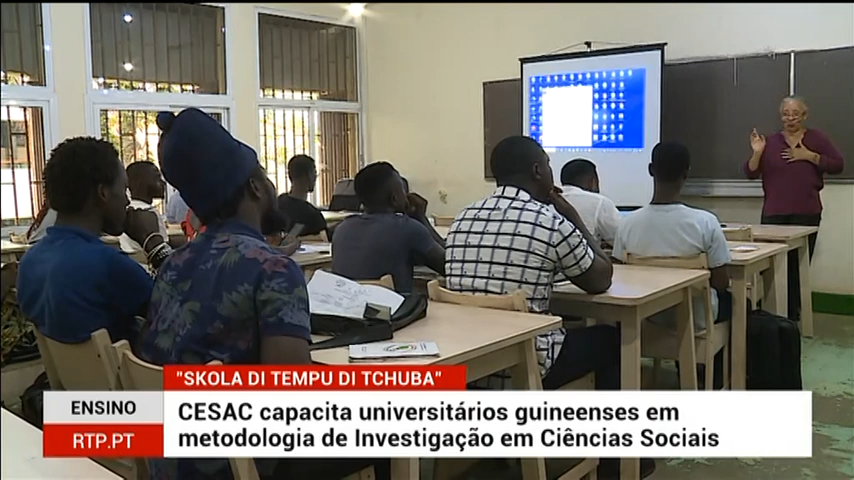 "SKOLA DI TEMPU DI TCHUBA"
ENSINO
RTP.PT
CESAC capacita universitários guineenses em
metodologia de Investigação em Ciências Sociais